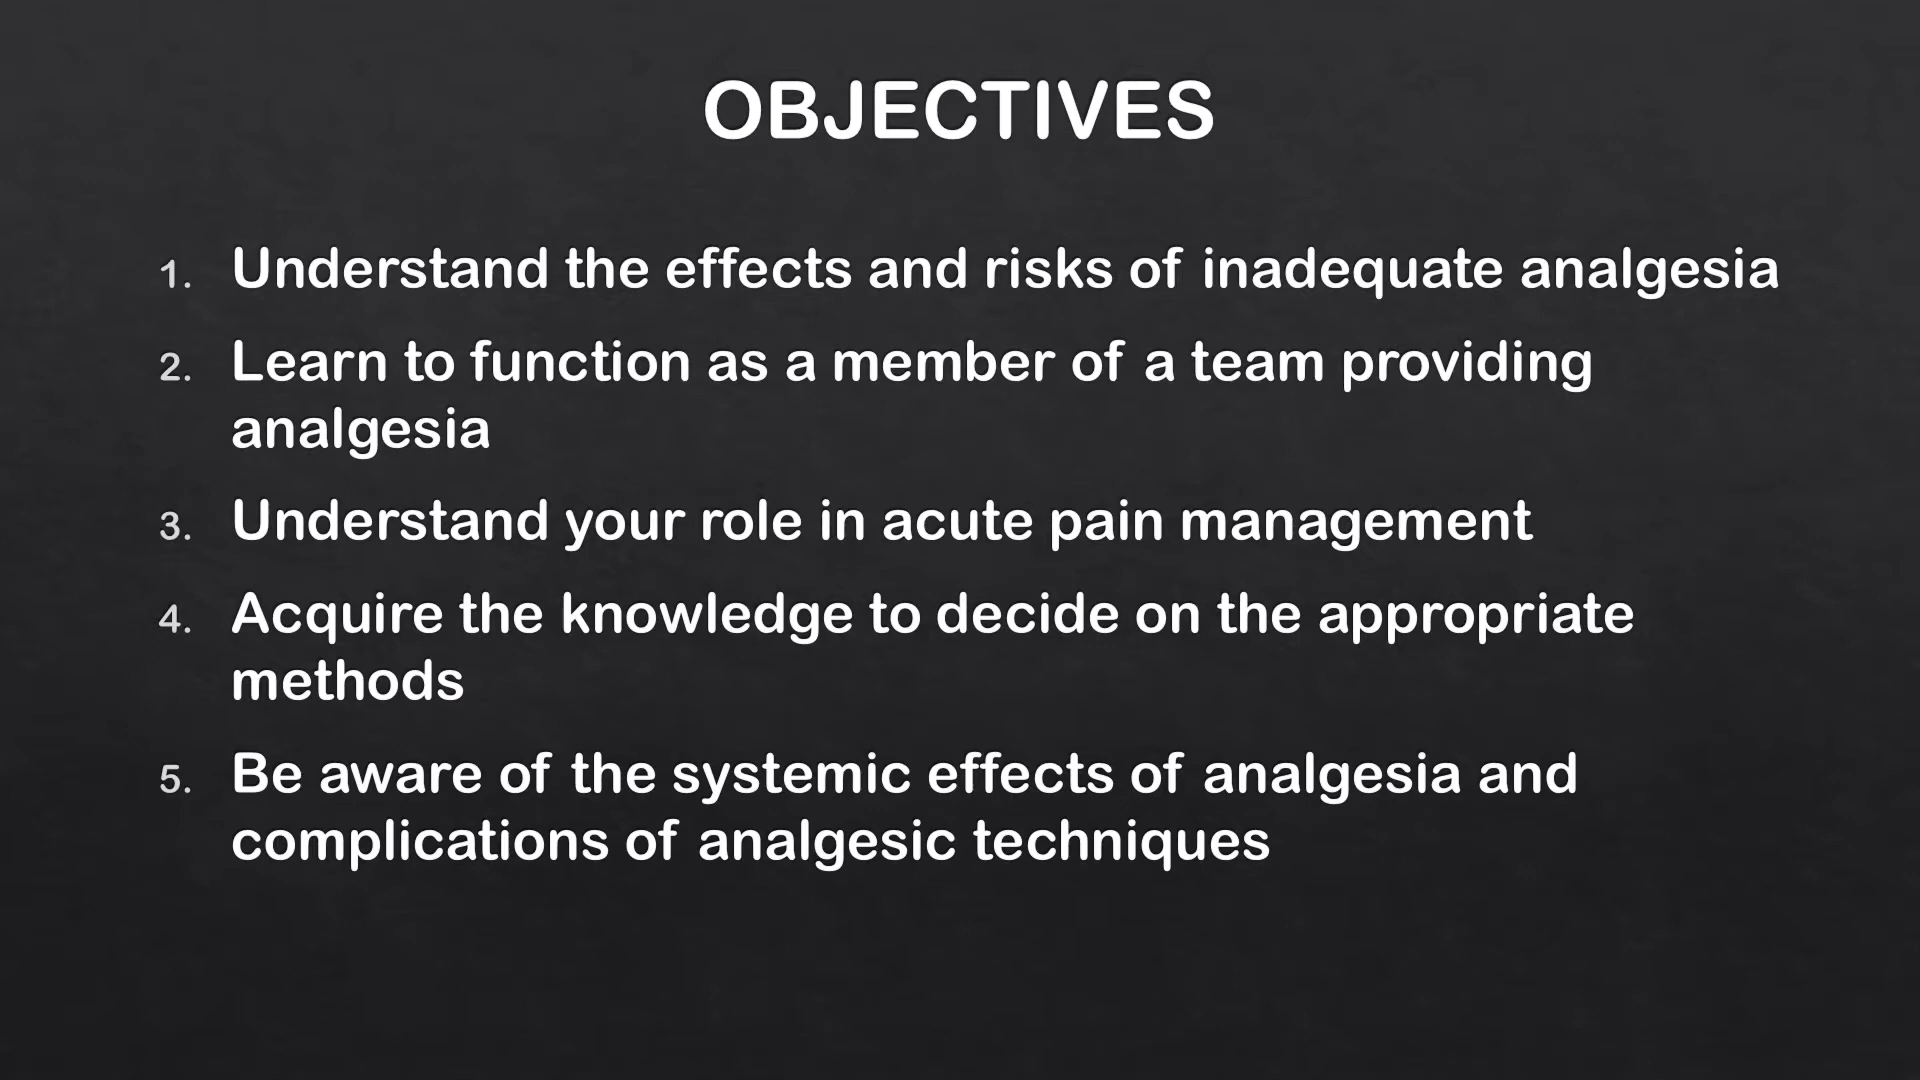 OBJECTIVES
1. Understand the effects and risks of inadequate analgesia
2. Learn to function as a member of a team providing
analgesia
3. Understand your role in acute pain management
4. Acquire the knowledge to decide on the appropriate
methods
5. Be aware of the systemic effects of analgesia and
complications of analgesic techniques